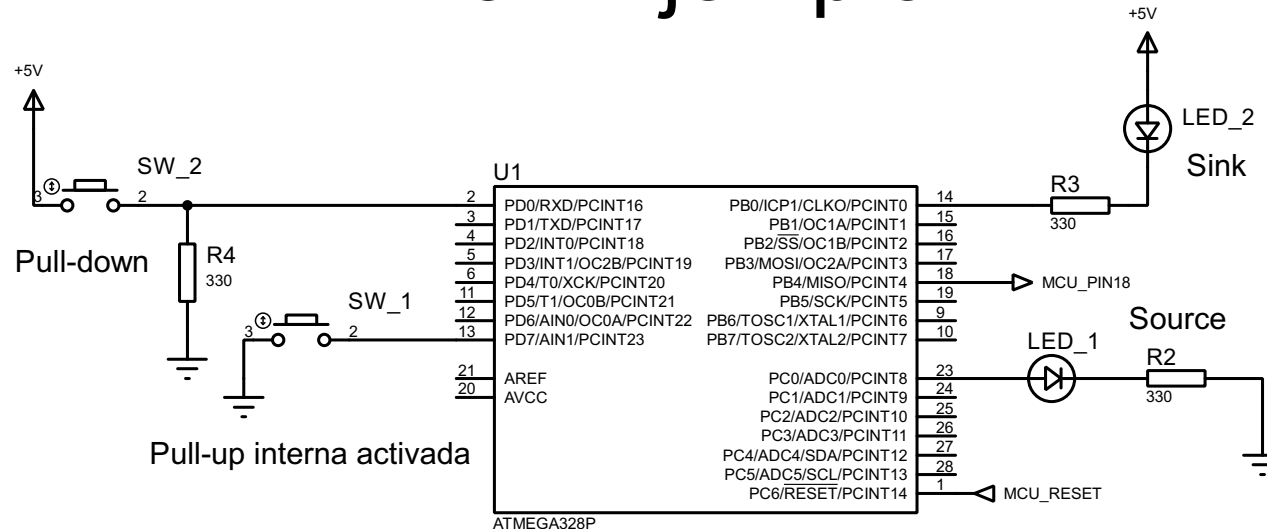 +5V
+5V
LED_2
Sink
SW_2
3
2
R4
330
Pull-down
SW_1
3
2
Pull-up interna activada
U1
2 PD0/RXD/PCINT16
3 PD1/TXD/PCINT17
4 PD2/INT0/PCINT18
5 PD3/INT1/OC2B/PCINT19
6 PD4/T0/XCK/PCINT20
11 PD5/T1/OC0B/PCINT21
12 PD6/AIN0/OC0A/PCINT22
13 PD7/AIN1/PCINT23
21 AREF
20 AVCC
PB0/ICP1/CLKO/PCINT0 14
PB1/OC1A/PCINT1 15
PB2/SS/OC1B/PCINT2 16
PB3/MOSI/OC2A/PCINT3 17
PB4/MISO/PCINT4 18
PB5/SCK/PCINT5 19
PB6/TOSC1/XTAL1/PCINT6 9
PB7/TOSC2/XTAL2/PCINT7 10
PC0/ADC0/PCINT8 23
PC1/ADC1/PCINT9 24
PC2/ADC2/PCINT10 25
PC3/ADC3/PCINT11 26
PC4/ADC4/SDA/PCINT12 27
PC5/ADC5/SCL/PCINT13 28
PC6/RESET/PCINT14 1
ATMEGA328P
R3
330
MCU_PIN18
Source
LED_1
R2
330
MCU_RESET